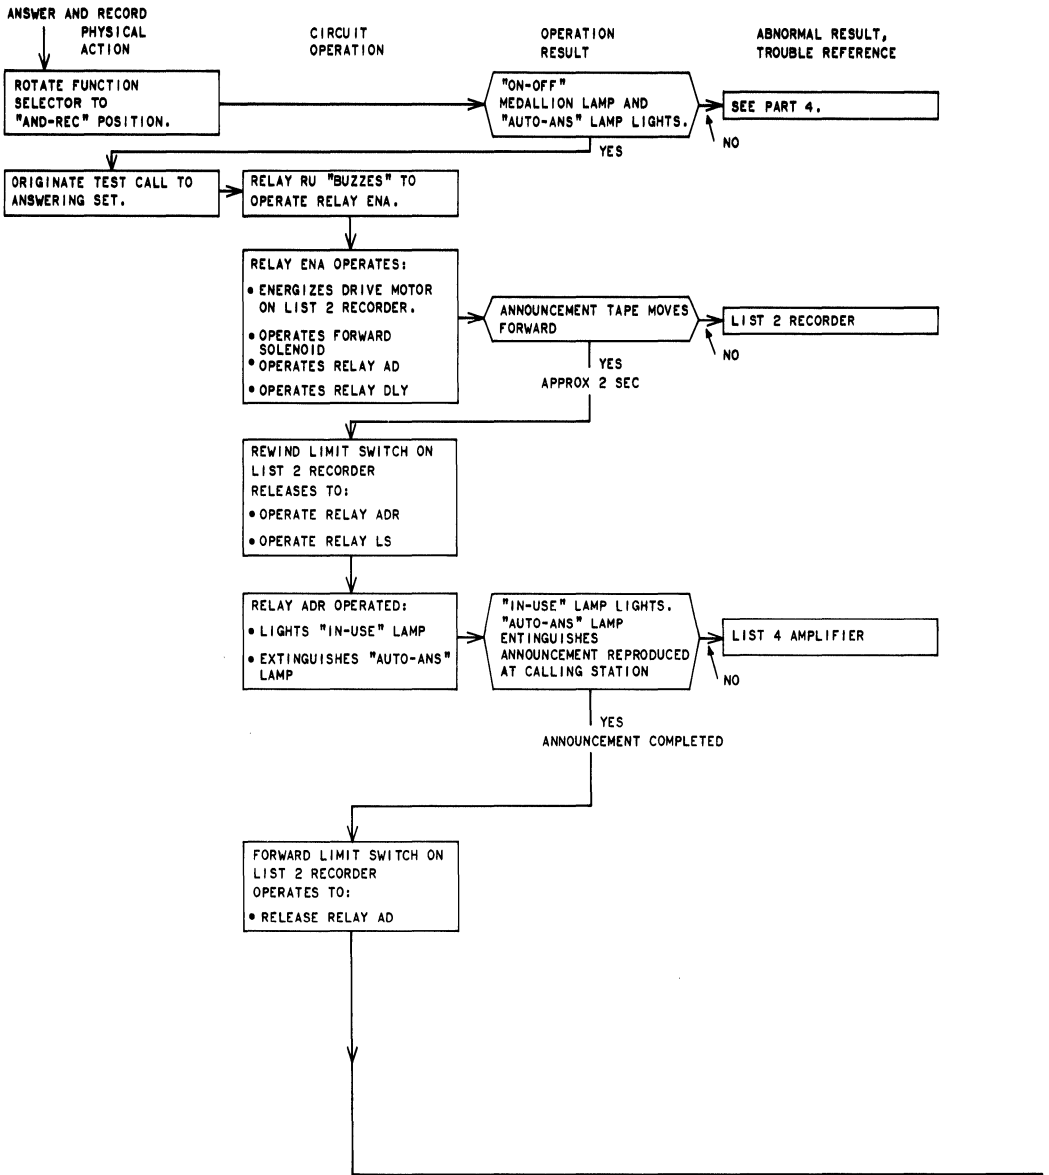 ANSWER AND RECORD
PHYSICAL
ACTION
CIRCUIT
OPERATION
OPERATION
RESULT
ABNORMAL RESULT,
TROUBLE REFERENCE
ROTATE FUNCTION
SELECTOR TO
"AND-REC" POSITION.
"ON-OFF"
MEDALLION LAMP AND
"AUTO-ANS" LAMP LIGHTS.
SEE PART 4.
NO
YES
ORIGINATE TEST CALL TO
ANSWERING SET.
RELAY RU "BUZZES" TO
OPERATE RELAY ENA.
RELAY ENA OPERATES:
• ENERGIZES DRIVE MOTOR
ON LIST 2 RECORDER.
• OPERATES FORWARD
SOLENOID
• OPERATES RELAY AD
• OPERATES RELAY DLY
ANNOUNCEMENT TAPE MOVES
FORWARD
LIST 2 RECORDER
NO
YES
APPROX 2 SEC
REWIND LIMIT SWITCH ON
LIST 2 RECORDER
RELEASES TO:
• OPERATE RELAY ADR
• OPERATE RELAY LS
RELAY ADR OPERATED:
• LIGHTS "IN-USE" LAMP
• EXTINGUISHES "AUTO-ANS"
LAMP
"IN-USE" LAMP LIGHTS.
"AUTO-ANS" LAMP
ENTINGUISHES
ANNOUNCEMENT REPRODUCED
AT CALLING STATION
LIST 4 AMPLIFIER
NO
YES
ANNOUNCEMENT COMPLETED
FORWARD LIMIT SWITCH ON
LIST 2 RECORDER
OPERATES TO:
• RELEASE RELAY AD